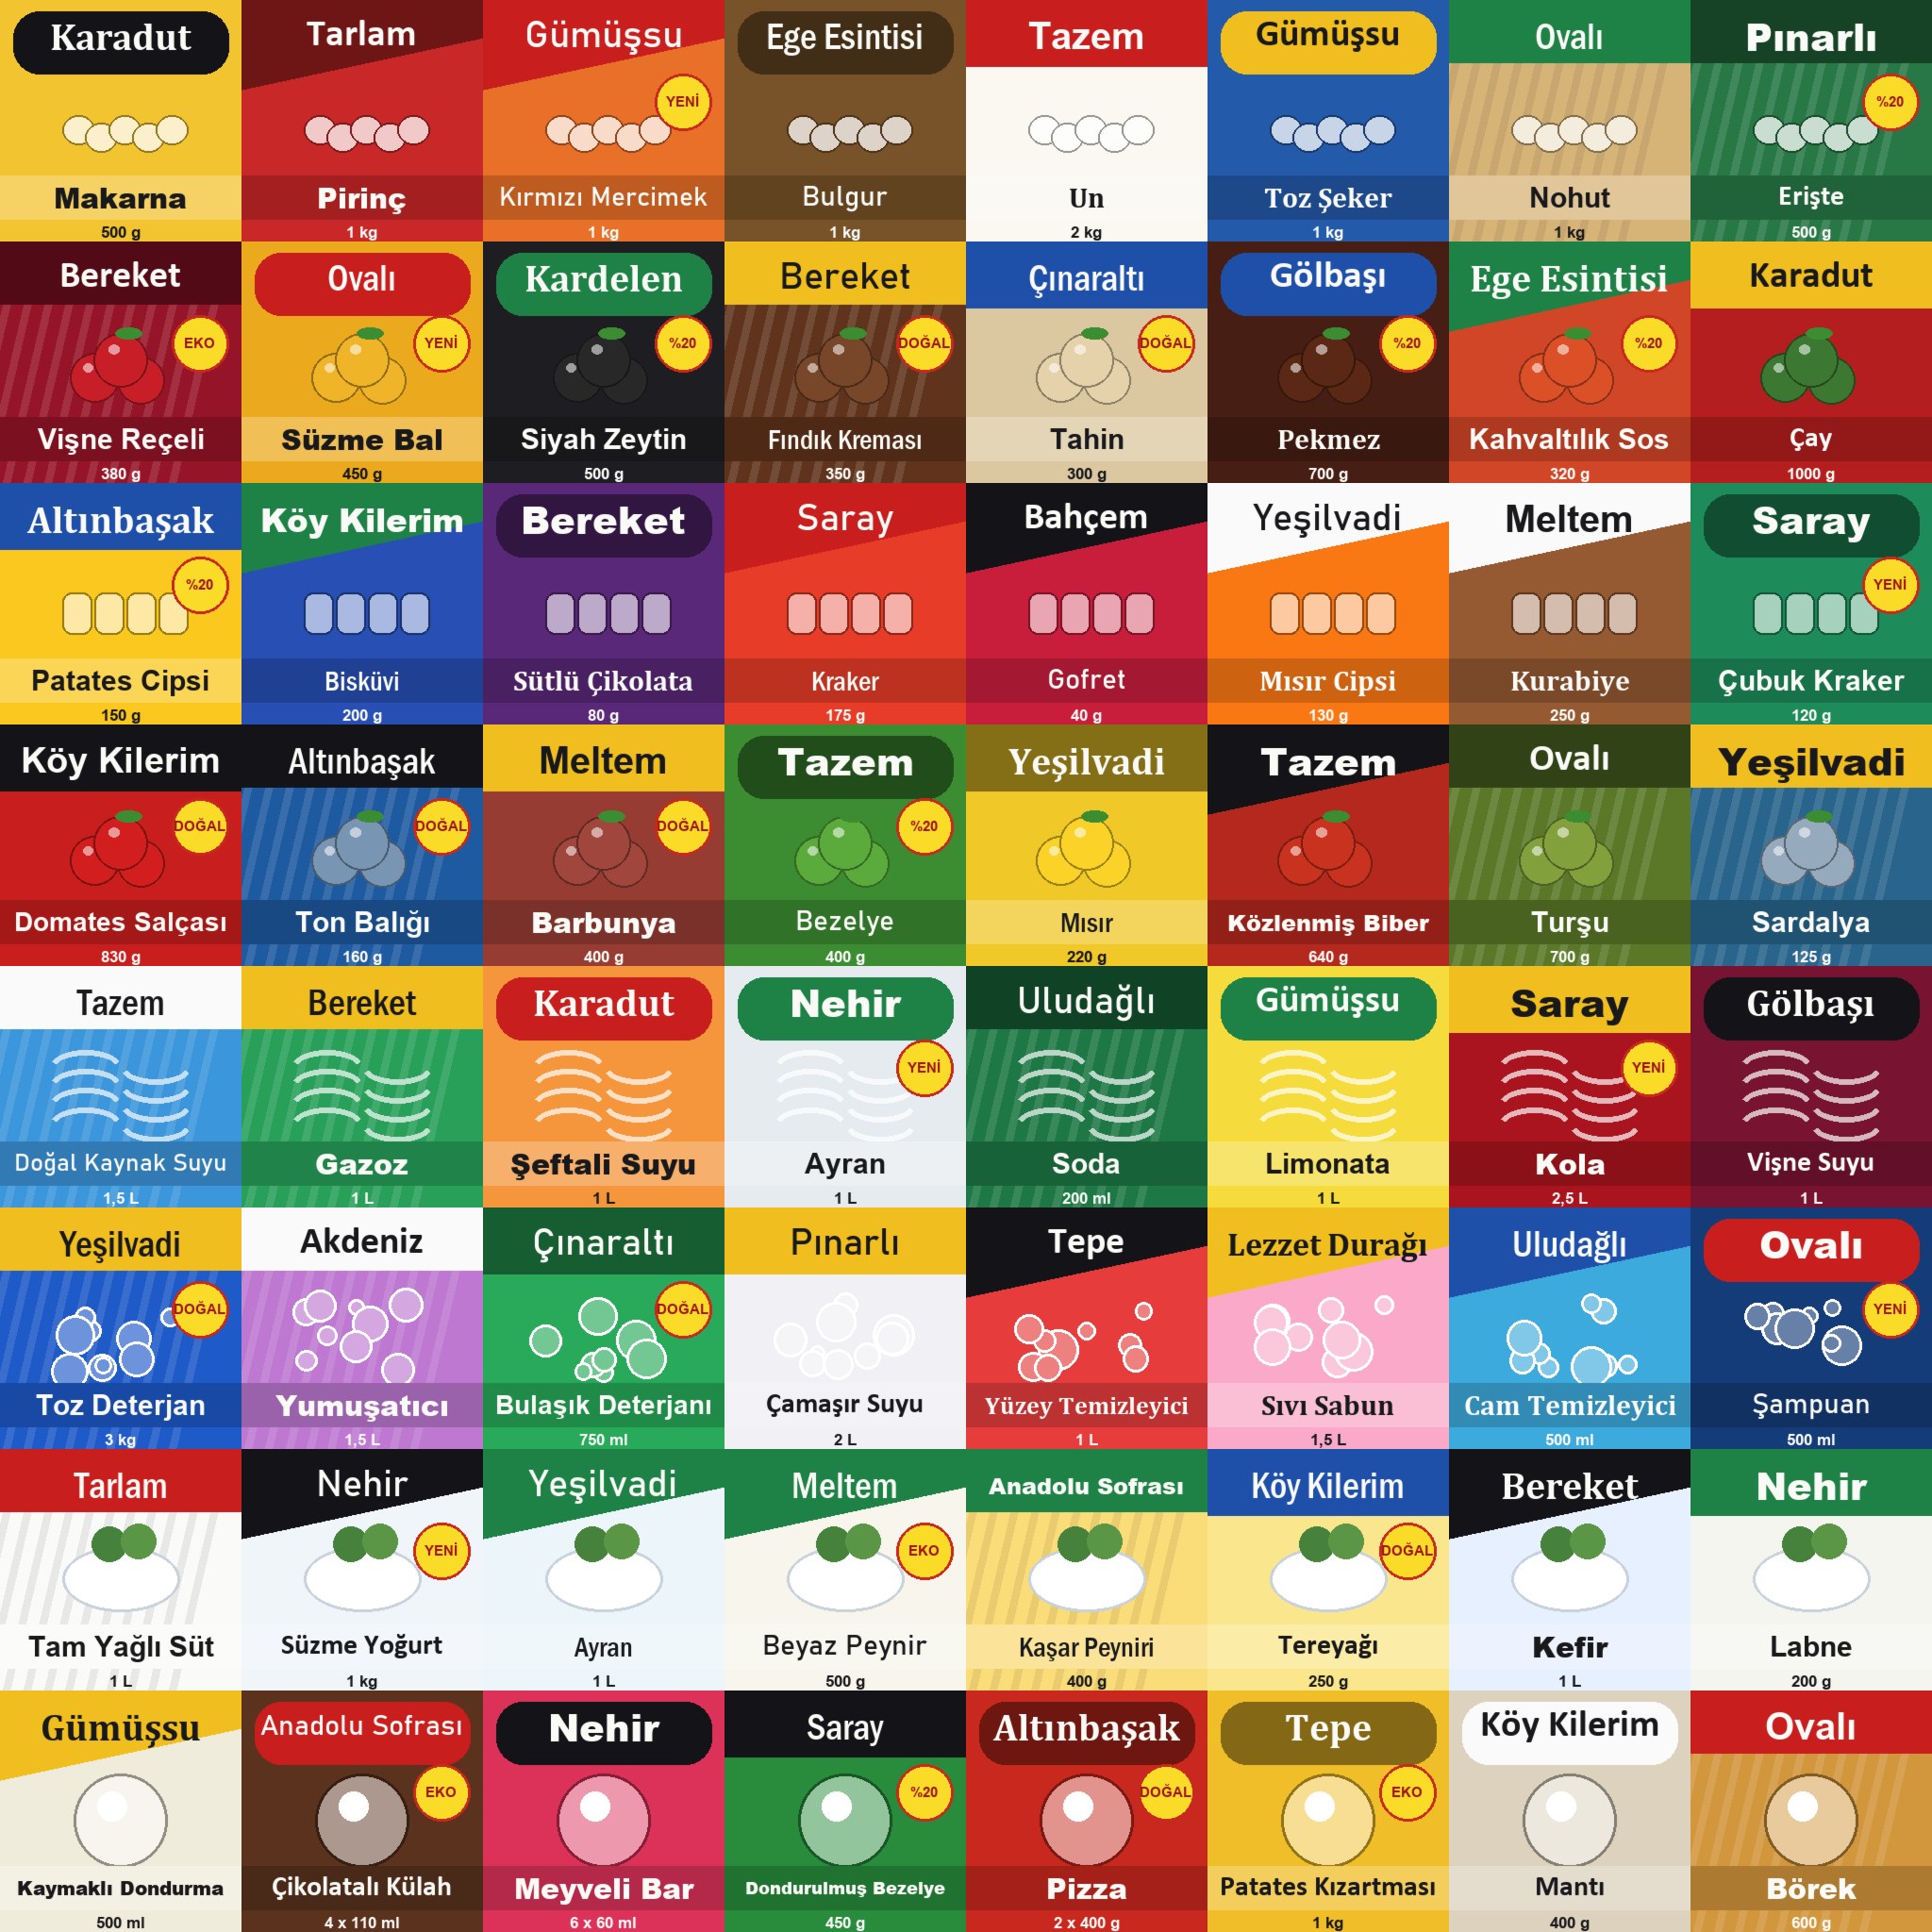 Karadut
Makarna
500 g
Tarlam
Pirinç
1 kg
Gümüşsu
YENİ
Kırmızı Mercimek
1 kg
Ege Esintisi
Bulgur
1 kg
Tazem
Un
2 kg
Gümüşsu
Toz Şeker
1 kg
Ovalı
Nohut
1 kg
Pınarlı
%20
Erişte
500 g
Bereket
EKO
Vişne Reçeli
380 g
Ovalı
YENİ
Süzme Bal
450 g
Kardelen
%20
Siyah Zeytin
500 g
Bereket
DOĞAL
Fındık Kreması
350 g
Çınaraltı
DOĞAL
Tahin
300 g
Gölbaşı
%20
Pekmez
700 g
Ege Esintisi
%20
Kahvaltılık Sos
320 g
Karadut
Çay
1000 g
Altınbaşak
%20
Patates Cipsi
150 g
Köy Kilerim
Bisküvi
200 g
Bereket
Sütlü Çikolata
80 g
Saray
Kraker
175 g
Bahçem
Gofret
40 g
Yeşilvadi
Mısır Cipsi
130 g
Meltem
Kurabiye
250 g
Saray
YENİ
Çubuk Kraker
120 g
Köy Kilerim
DOĞAL
Domates Salçası
830 g
Altınbaşak
DOĞAL
Ton Balığı
160 g
Meltem
DOĞAL
Barbunya
400 g
Tazem
%20
Bezelye
400 g
Yeşilvadi
Mısır
220 g
Tazem
Közlenmiş Biber
640 g
Ovalı
Turşu
700 g
Yeşilvadi
Sardalya
125 g
Tazem
Doğal Kaynak Suyu
1,5 L
Bereket
Gazoz
1 L
Karadut
Şeftali Suyu
1 L
Nehir
YENİ
Ayran
1 L
Uludağlı
Soda
200 ml
Gümüşsu
Limonata
1 L
Saray
YENİ
Kola
2,5 L
Gölbaşı
Vişne Suyu
1 L
Yeşilvadi
DOĞAL
Toz Deterjan
3 kg
Akdeniz
Yumuşatıcı
1,5 L
Çınaraltı
DOĞAL
Bulaşık Deterjanı
750 ml
Pınarlı
Çamaşır Suyu
2 L
Tepe
Yüzey Temizleyici
1 L
Lezzet Durağı
Sıvı Sabun
1,5 L
Uludağlı
Cam Temizleyici
500 ml
Ovalı
YENİ
Şampuan
500 ml
Tarlam
Tam Yağlı Süt
1 L
Nehir
YENİ
Süzme Yoğurt
1 kg
Yeşilvadi
Ayran
1 L
Meltem
EKO
Beyaz Peynir
500 g
Anadolu Sofrası
Kaşar Peyniri
400 g
Köy Kilerim
DOĞAL
Tereyağı
250 g
Bereket
Kefir
1 L
Nehir
Labne
200 g
Gümüşsu
Kaymaklı Dondurma
500 ml
Anadolu Sofrası
EKO
Çikolatalı Külah
4 x 110 ml
Nehir
Meyveli Bar
6 x 60 ml
Saray
%20
Dondurulmuş Bezelye
450 g
Altınbaşak
DOĞAL
Pizza
2 x 400 g
Tepe
EKO
Patates Kızartması
1 kg
Köy Kilerim
Mantı
400 g
Ovalı
Börek
600 g